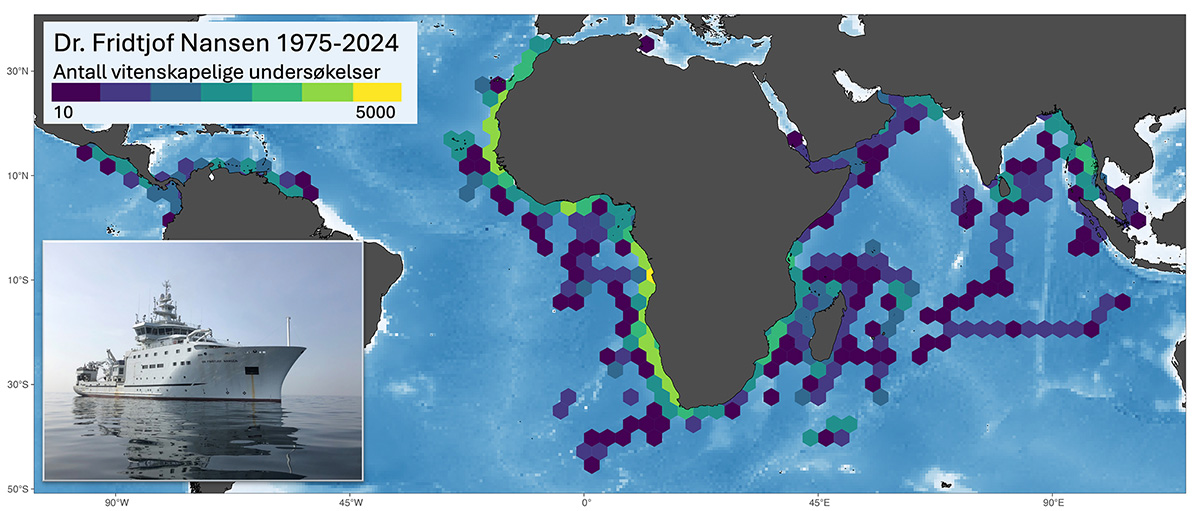 Dr. Fridtjof Nansen 1975-2024
Antall vitenskapelige undersøkelser
10 5000
30°N
10°N
10°S
30°S
50°S
90°W 45°W 0° 45°E 90°E